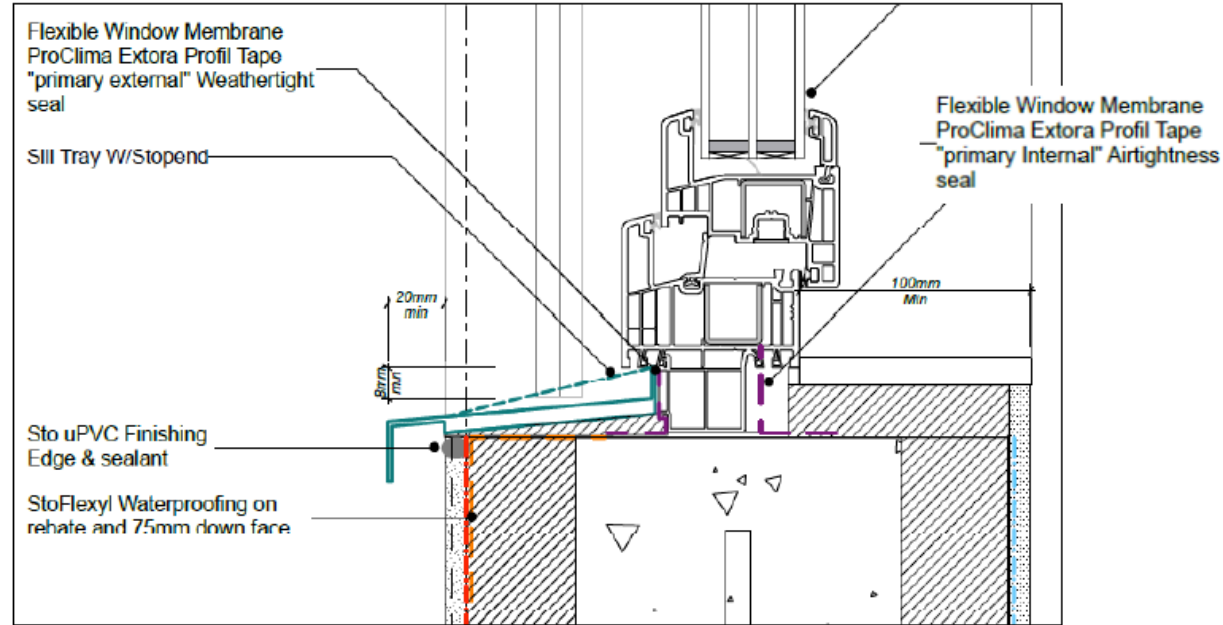 Flexible Window Membrane
ProClima Extora Profil Tape
"primary external" Weathertight
seal
Sill Tray W/Stopend
Flexible Window Membrane
ProClima Extora Profil Tape
"primary Internal" Airtightness
seal
20mm
min
100mm
Min
8mm
min
Sto uPVC Finishing
Edge & sealant
StoFlexyl Waterproofing on
rebate and 75mm down face